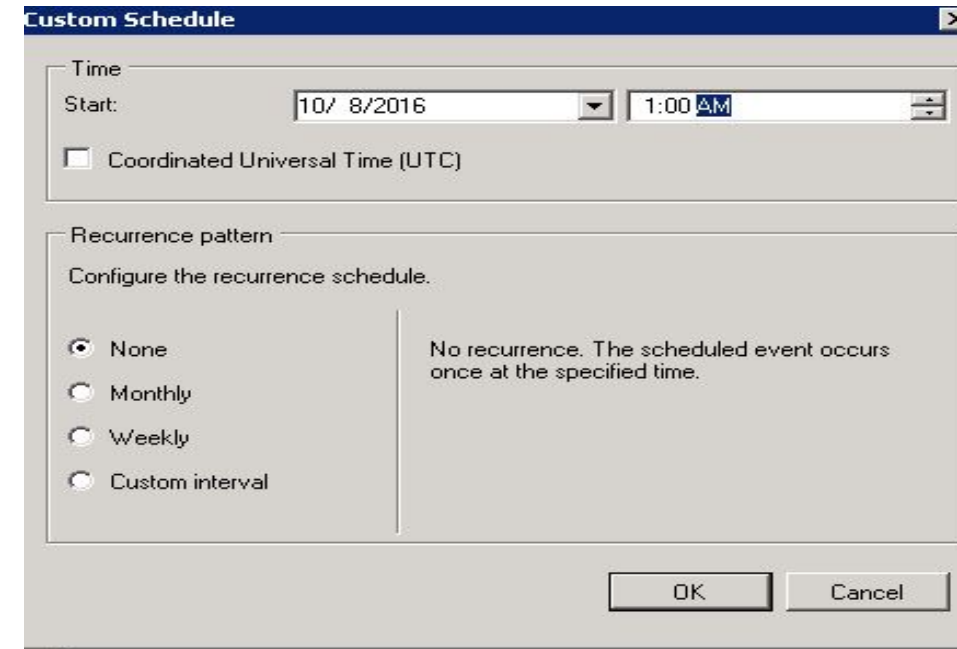 Custom Schedule
Time
Start: 10/ 8/2016 1:00 AM
Coordinated Universal Time (UTC)
Recurrence pattern
Configure the recurrence schedule.
None
No recurrence. The scheduled event occurs
once at the specified time.
Monthly
Weekly
Custom interval
OK Cancel